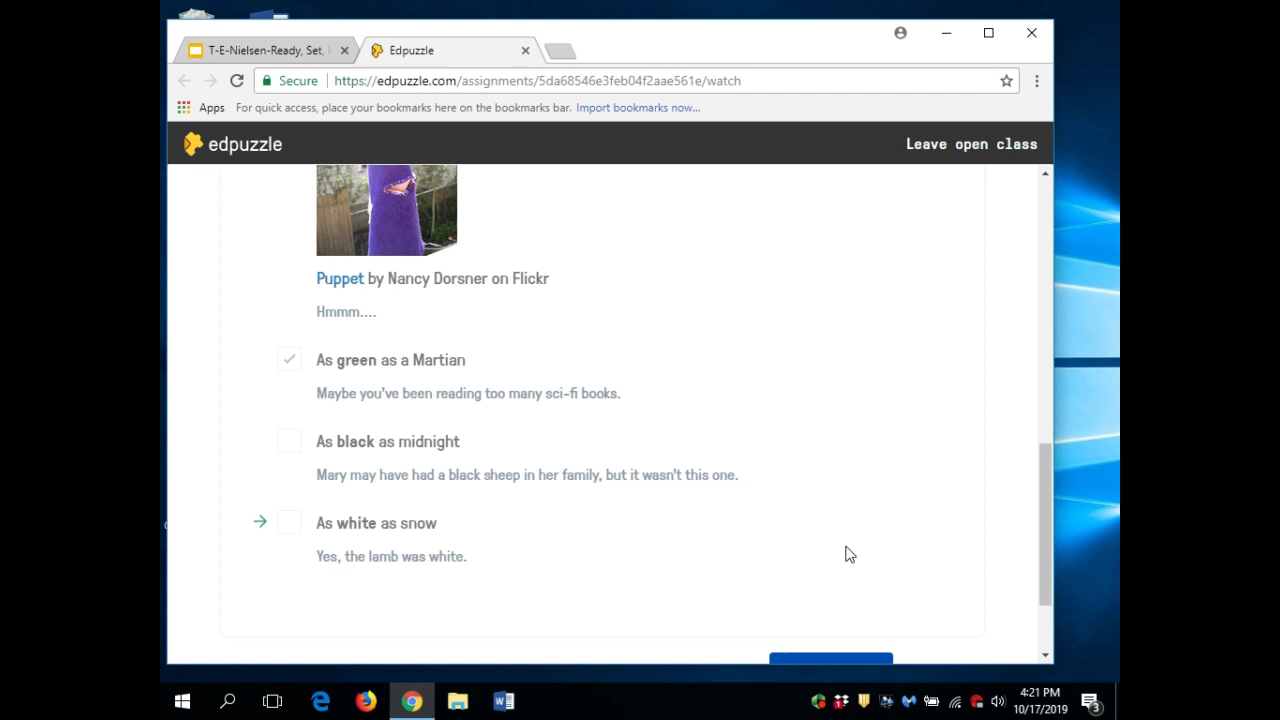 T-E-Nielsen-Ready, Set,
Edpuzzle
Secure
https://edpuzzle.com/assignments/5da68546e3feb04f2aae561e/watch
Apps For quick access, place your bookmarks here on the bookmarks bar. Import bookmarks now...
edpuzzle
Leave open class
Puppet by Nancy Dorsner on Flickr
Hmmm....
As green as a Martian
Maybe you've been reading too many sci-fi books.
As black as midnight
Mary may have had a black sheep in her family, but it wasn't this one.
As white as snow
Yes, the lamb was white.
4:21 PM
10/17/2019
3